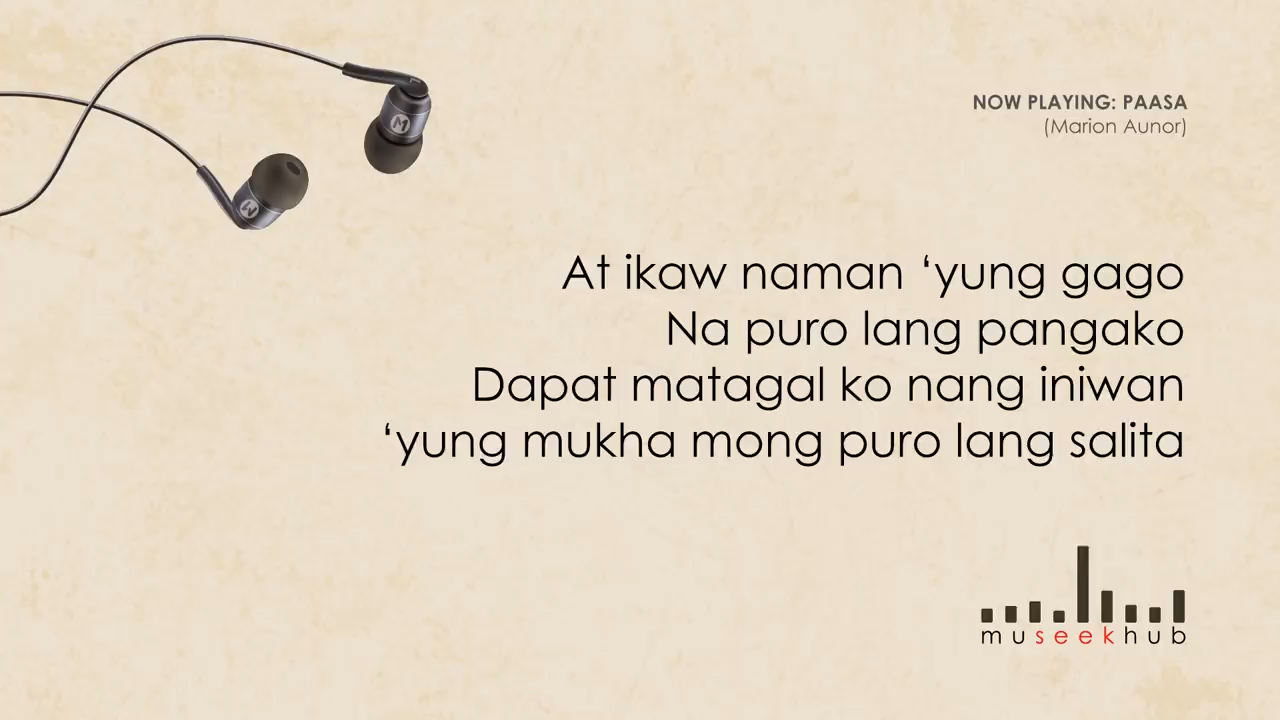 NOW PLAYING: PAASA
(Marion Aunor)
At ikaw naman ‘yung gago
Na puro lang pangako
Dapat matagal ko nang iniwan
‘yung mukha mong puro lang salita
museekhub